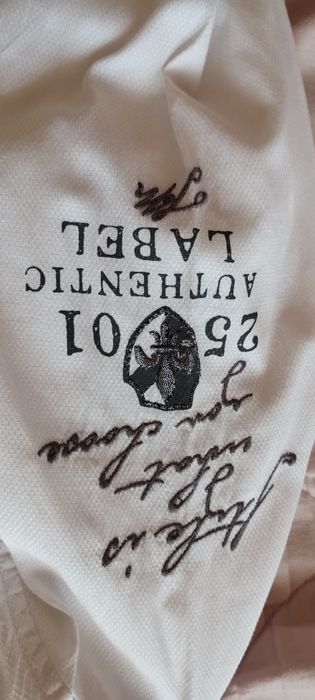 Style is
what
you choose
25 01
AUTHENTIC
LABEL